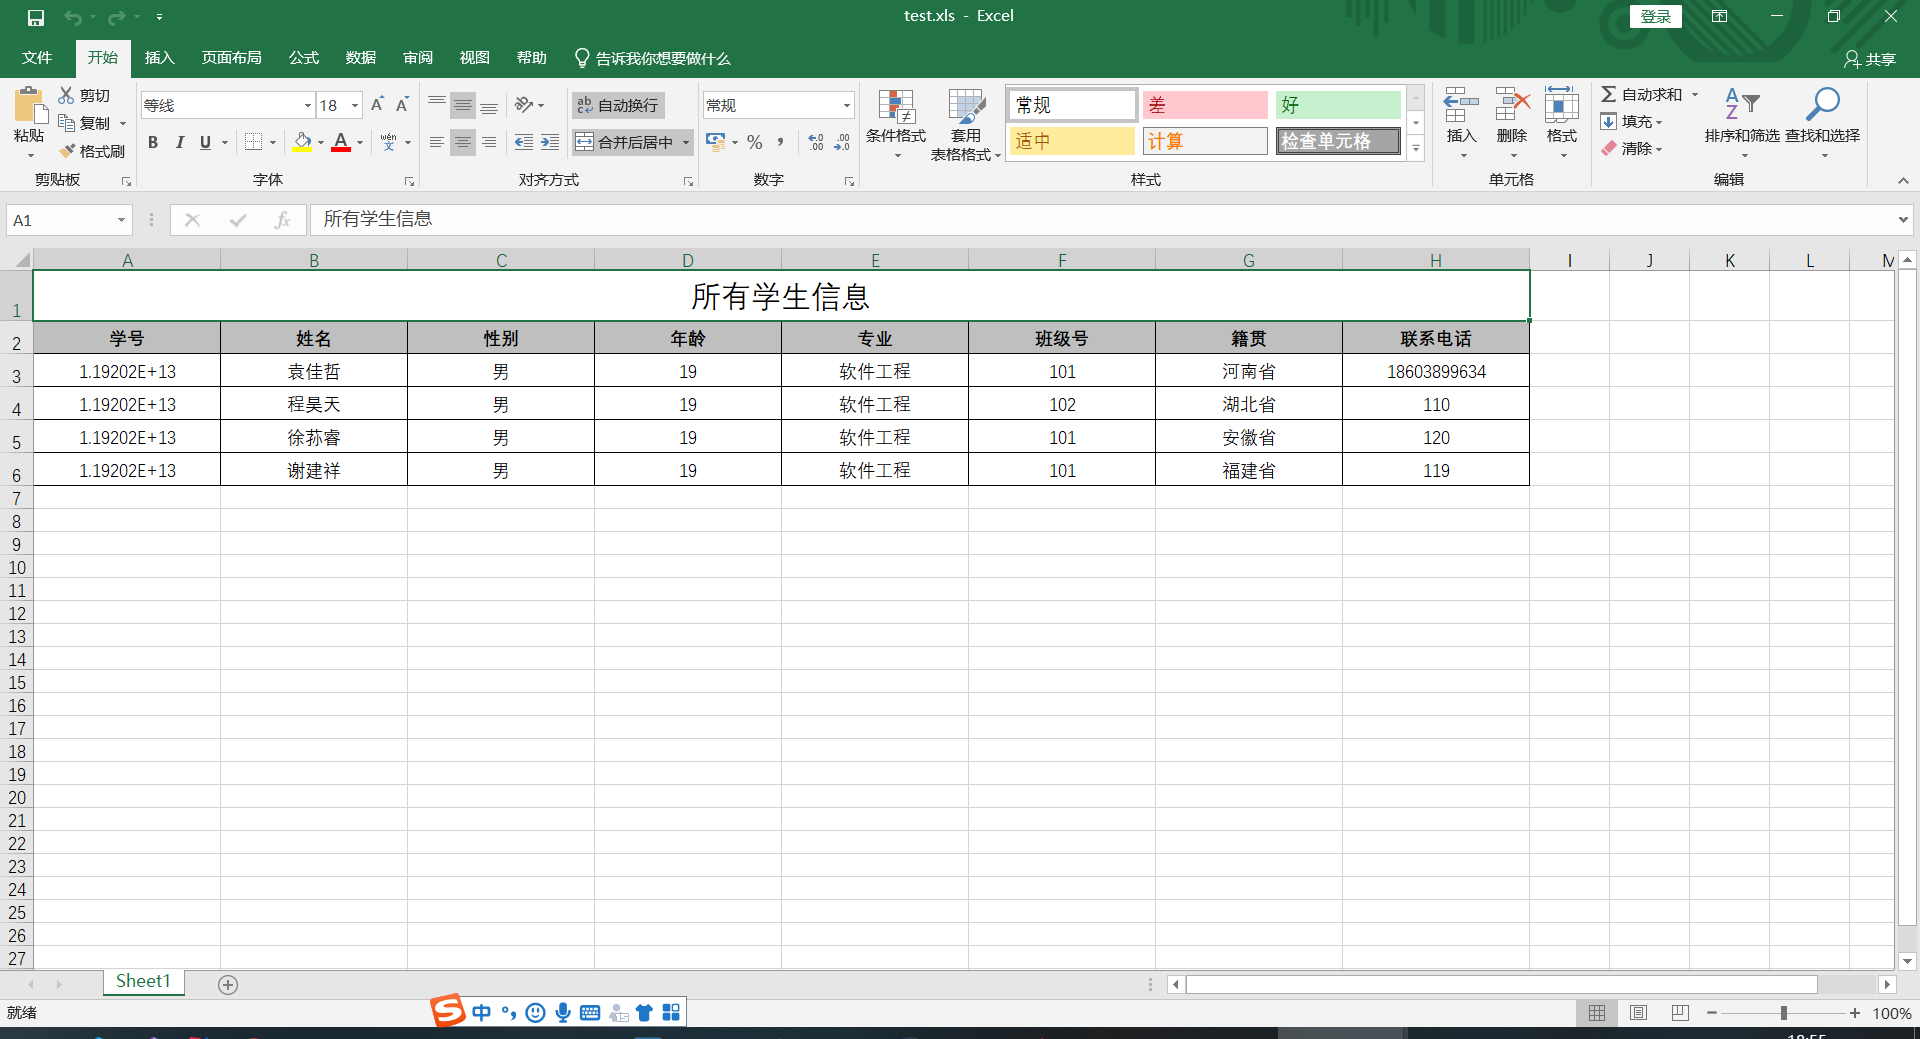 test.xls - Excel
登录
文件 开始 插入 页面布局 公式 数据 审阅 视图 帮助 告诉我你想要做什么 共享
粘贴 剪切 复制 格式刷 剪贴板
等线 18 A A
B I U A wén 文 字体
ab c 自动换行
合并后居中 对齐方式
常规
% , .00 .0 数字
条件格式 套用 表格格式
常规 差 好
适中 计算 检查单元格
样式
插入 删除 格式 单元格
自动求和 填充 清除 排序和筛选 查找和选择 编辑
A1 fx 所有学生信息
A B C D E F G H I J K L M
1 所有学生信息
2 学号 姓名 性别 年龄 专业 班级号 籍贯 联系电话
3 1.19202E+13 袁佳哲 男 19 软件工程 101 河南省 18603899634
4 1.19202E+13 程昊天 男 19 软件工程 102 湖北省 110
5 1.19202E+13 徐荪睿 男 19 软件工程 101 安徽省 120
6 1.19202E+13 谢建祥 男 19 软件工程 101 福建省 119
7
8
9
10
11
12
13
14
15
16
17
18
19
20
21
22
23
24
25
26
27
Sheet1
就绪 S 中 100%